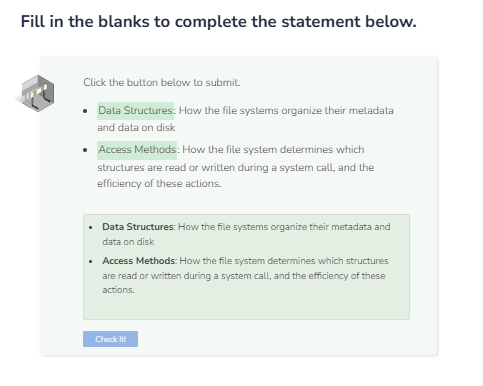 Fill in the blanks to complete the statement below.
Click the button below to submit.
Data Structures: How the file systems organize their metadata
and data on disk
Access Methods: How the file system determines which
structures are read or written during a system call, and the
efficiency of these actions.
Data Structures: How the file systems organize their metadata and
data on disk
Access Methods: How the file system determines which structures
are read or written during a system call, and the efficiency of these
actions.
Check It!